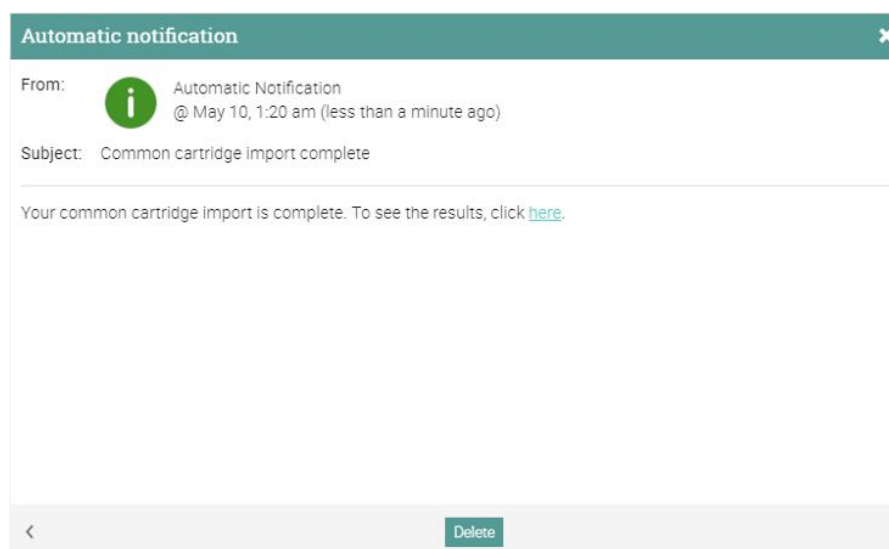 Automatic notification
From:
Automatic Notification
@ May 10, 1:20 am (less than a minute ago)
Subject: Common cartridge import complete
Your common cartridge import is complete. To see the results, click here.
Delete